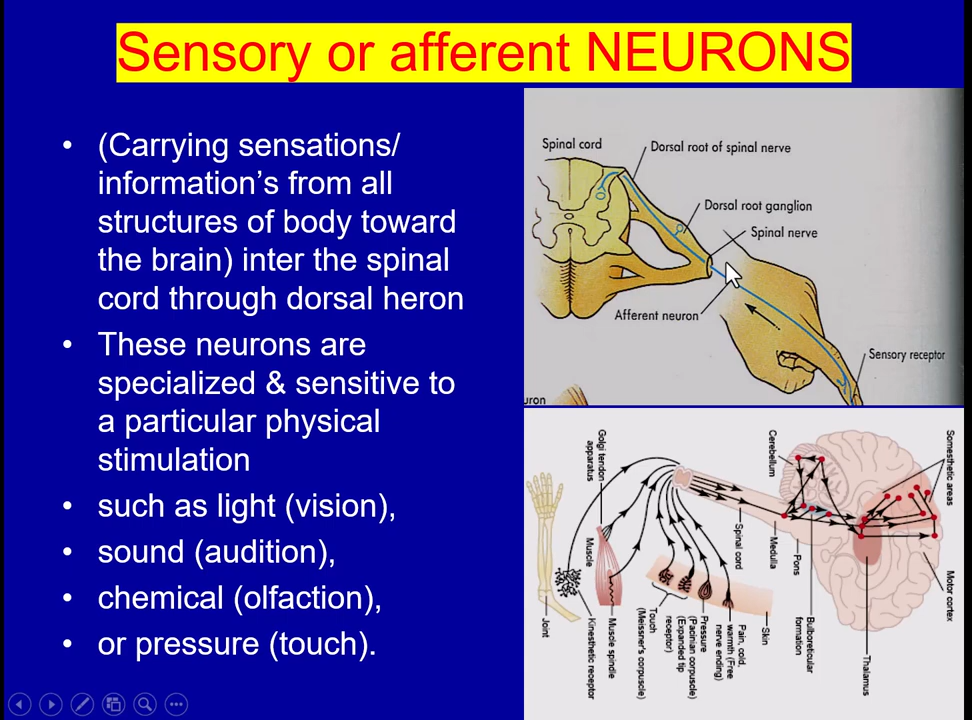 Sensory or afferent NEURONS
• (Carrying sensations/
information's from all
structures of body toward
the brain) inter the spinal
cord through dorsal heron
• These neurons are
specialized & sensitive to
a particular physical
stimulation
• such as light (vision),
• sound (audition),
• chemical (olfaction),
• or pressure (touch).
Spinal cord
Dorsal root of spinal nerve
Dorsal root ganglion
Spinal nerve
Afferent neuron
Sensory receptor
uron
Somesthetic areas
Motor cortex
Thalamus
Cerebellum
Bulboreticular
formation
Pons
Medulla
Spinal cord
Skin
Pain, cold,
warmth (Free
nerve ending)
Pressure
(Pacinian corpuscle)
(Expanded tip
receptor)
Touch
(Meissner's corpuscle)
Golgi tendon
apparatus
Muscle
Muscle spindle
Kinesthetic receptor
Joint